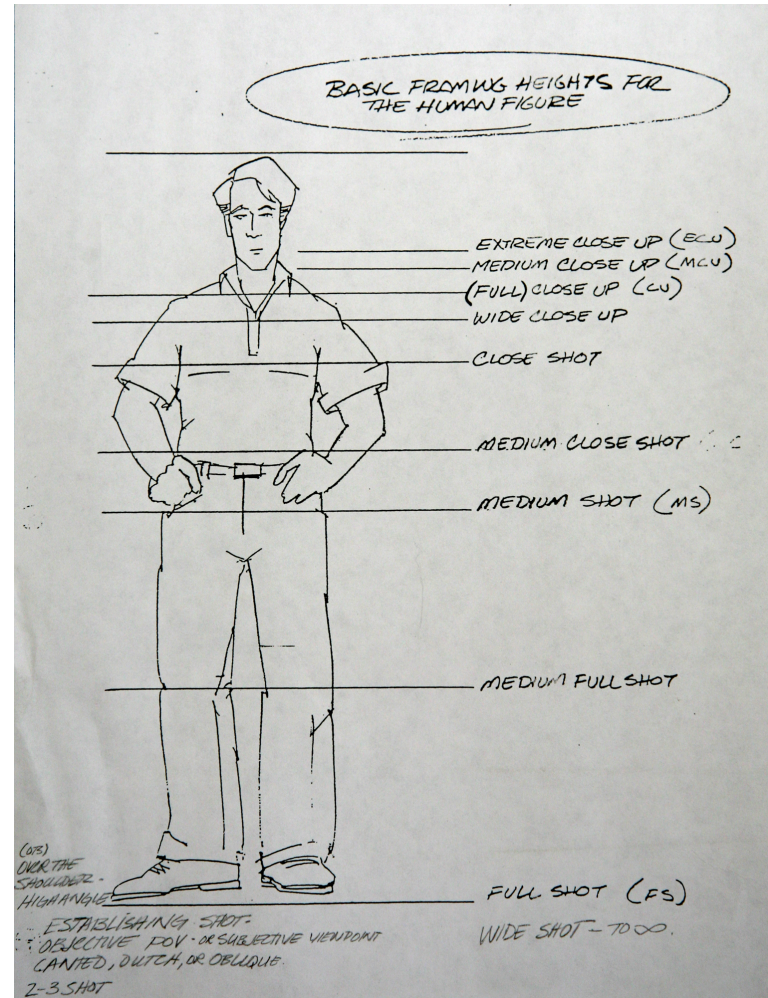 BASIC FRAMING HEIGHTS FOR
THE HUMAN FIGURE
EXTREME CLOSE UP (ECU)
MEDIUM CLOSE UP (MCU)
(FULL) CLOSE UP (CU)
WIDE CLOSE UP
CLOSE SHOT
MEDIUM CLOSE SHOT
MEDIUM SHOT (MS)
MEDIUM FULL SHOT
FULL SHOT (FS)
WIDE SHOT – TO ∞.
(OTS)
OVER THE
SHOULDER -
HIGH ANGLE
ESTABLISHING SHOT-
OBJECTIVE POV - OR SUBJECTIVE VIEWPOINT
CANTED, DUTCH, OR OBLIQUE.
2-3 SHOT